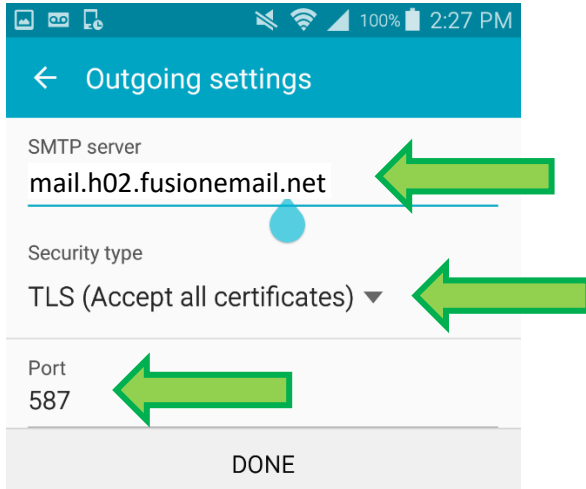 100% 2:27 PM
Outgoing settings
SMTP server
mail.h02.fusionemail.net
Security type
TLS (Accept all certificates)
Port
587
DONE